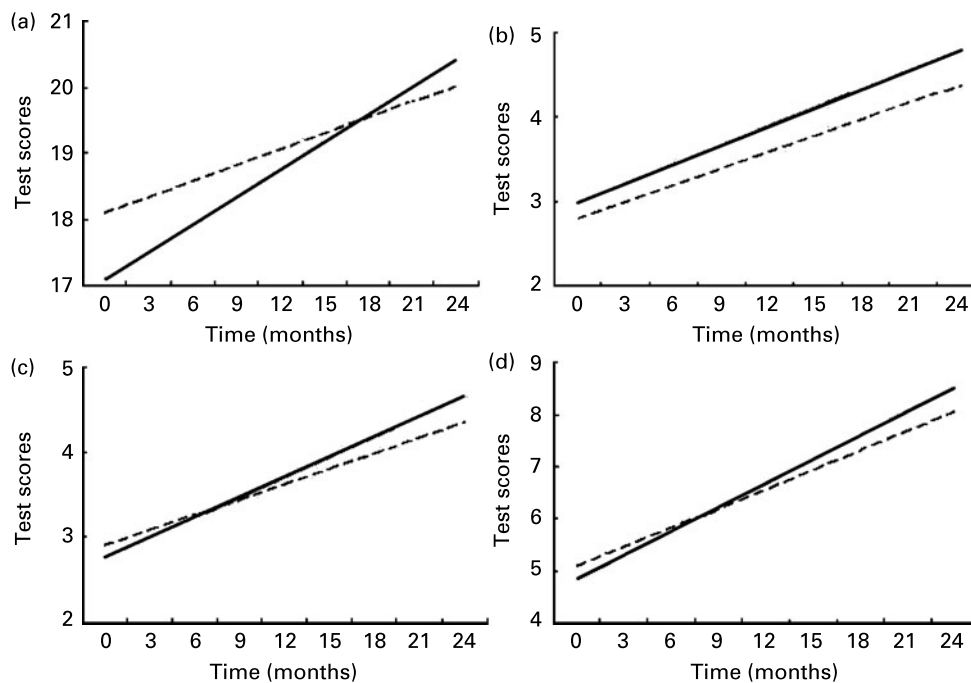 (a)
21
20
19
18
17
Test scores
0 3 6 9 12 15 18 21 24
Time (months)
(b)
5
4
3
2
Test scores
0 3 6 9 12 15 18 21 24
Time (months)
(c)
5
4
3
2
Test scores
0 3 6 9 12 15 18 21 24
Time (months)
(d)
9
8
7
6
5
4
Test scores
0 3 6 9 12 15 18 21 24
Time (months)